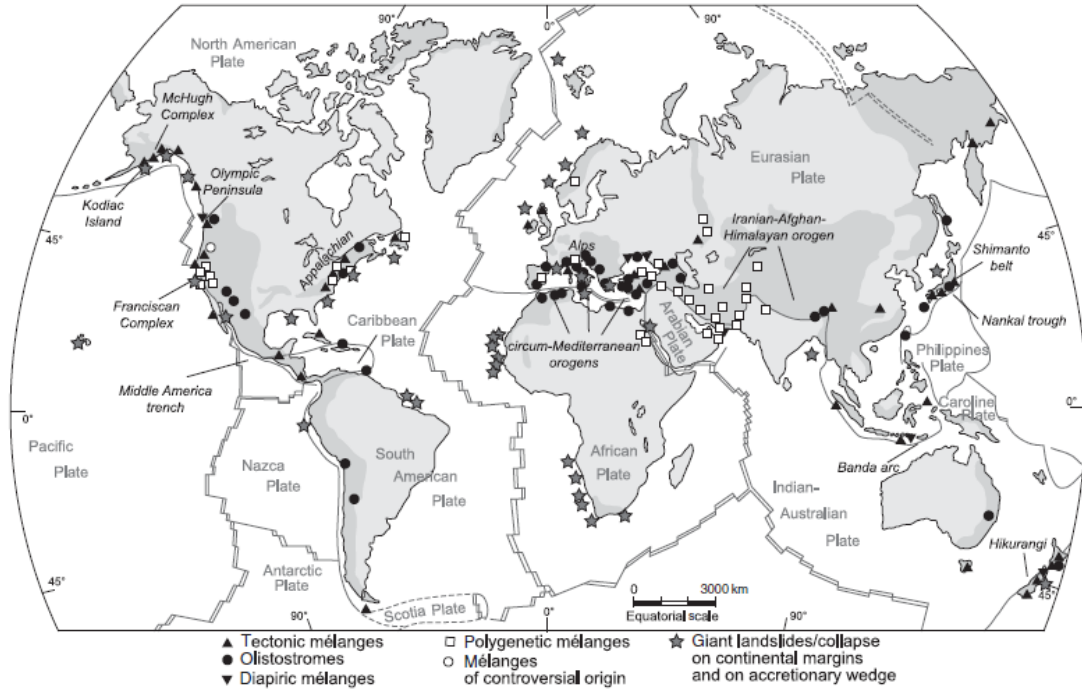 90°
0°
90°
North American
Plate
McHugh
Complex
Olympic
Peninsula
Eurasian
Plate
Kodiac
Island
Iranian-Afghan-
Himalayan orogen
45°
45°
Appalachian
Alps
Shimanto
belt
Franciscan
Complex
Caribbean
Plate
Arabian
Plate
Nankal trough
circum-Mediterranean
orogens
Philippines
Plate
Middle America
trench
Caroline
Plate
0°
0°
Pacific
Plate
South
American
Plate
African
Plate
Nazca
Plate
Banda arc
Indian-
Australian
Plate
Hikurangi
Antarctic
Plate
45°
45°
0 3000 km
Equatorial scale
Scotia Plate
90°
0°
90°
Tectonic mélanges
Olistostromes
Diapiric mélanges
Polygenetic mélanges
Mélanges
of controversial origin
Giant landslides/collapse
on continental margins
and on accretionary wedge